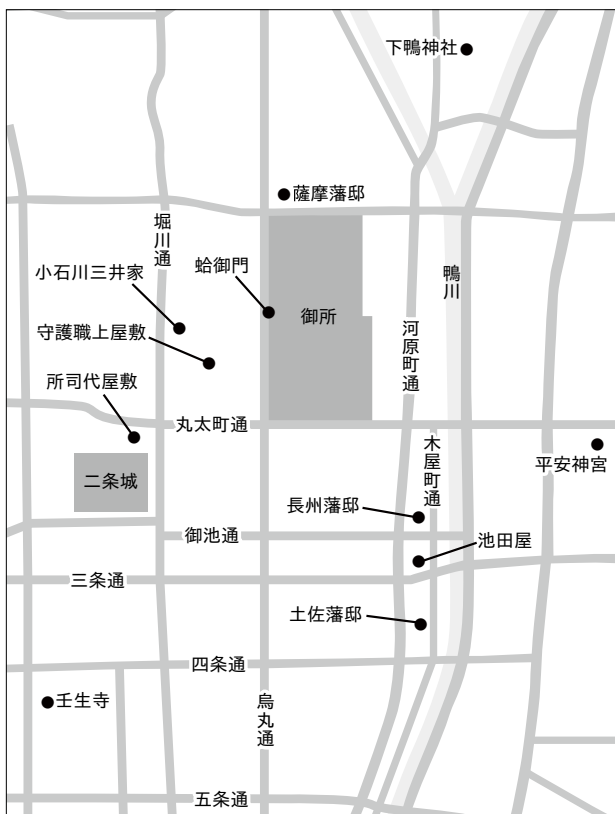 下鴨神社
薩摩藩邸
堀川通
小石川三井家
蛤御門
鴨川
御所
河原町通
守護職上屋敷
所司代屋敷
丸太町通
木屋町通
平安神宮
二条城
長州藩邸
御池通
池田屋
三条通
土佐藩邸
四条通
壬生寺
烏丸通
五条通